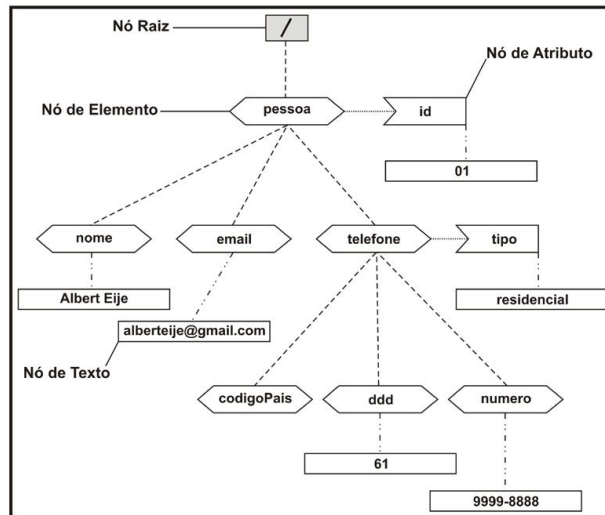 Nó Raiz
/
Nó de Atributo
Nó de Elemento
pessoa
id
01
nome
email
telefone
tipo
Albert Eije
residencial
alberteije@gmail.com
Nó de Texto
codigoPais
ddd
numero
61
9999-8888